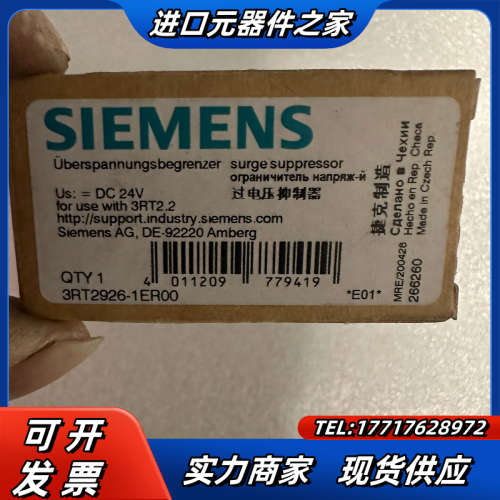 进口元器件之家
SIEMENS
Überspannungsbegrenzer surge suppressor
ограничитель напряж-я
Us: = DC 24V
过电压抑制器
for use with 3RT2.2
http://support.industry.siemens.com
Siemens AG, DE-92220 Amberg
QTY 1
4 011209 779419
3RT2926-1ER00
*E01*
捷克制造
Сделано в Чехии
Hecho en Rep. Checa
Made in Czech Rep.
MRE/200428
266260
TEL:17717628972
可开
发票
实力商家 现货供应